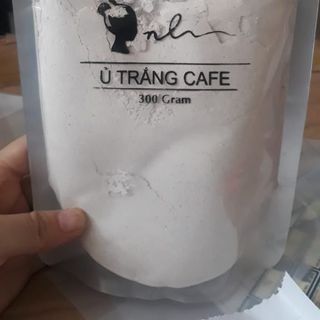 Ủ TRẮNG CAFE
300 Gram